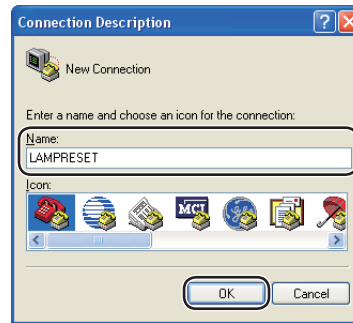 Connection Description
New Connection
Enter a name and choose an icon for the connection:
Name:
LAMPRESET
Icon:
MCI
OK
Cancel